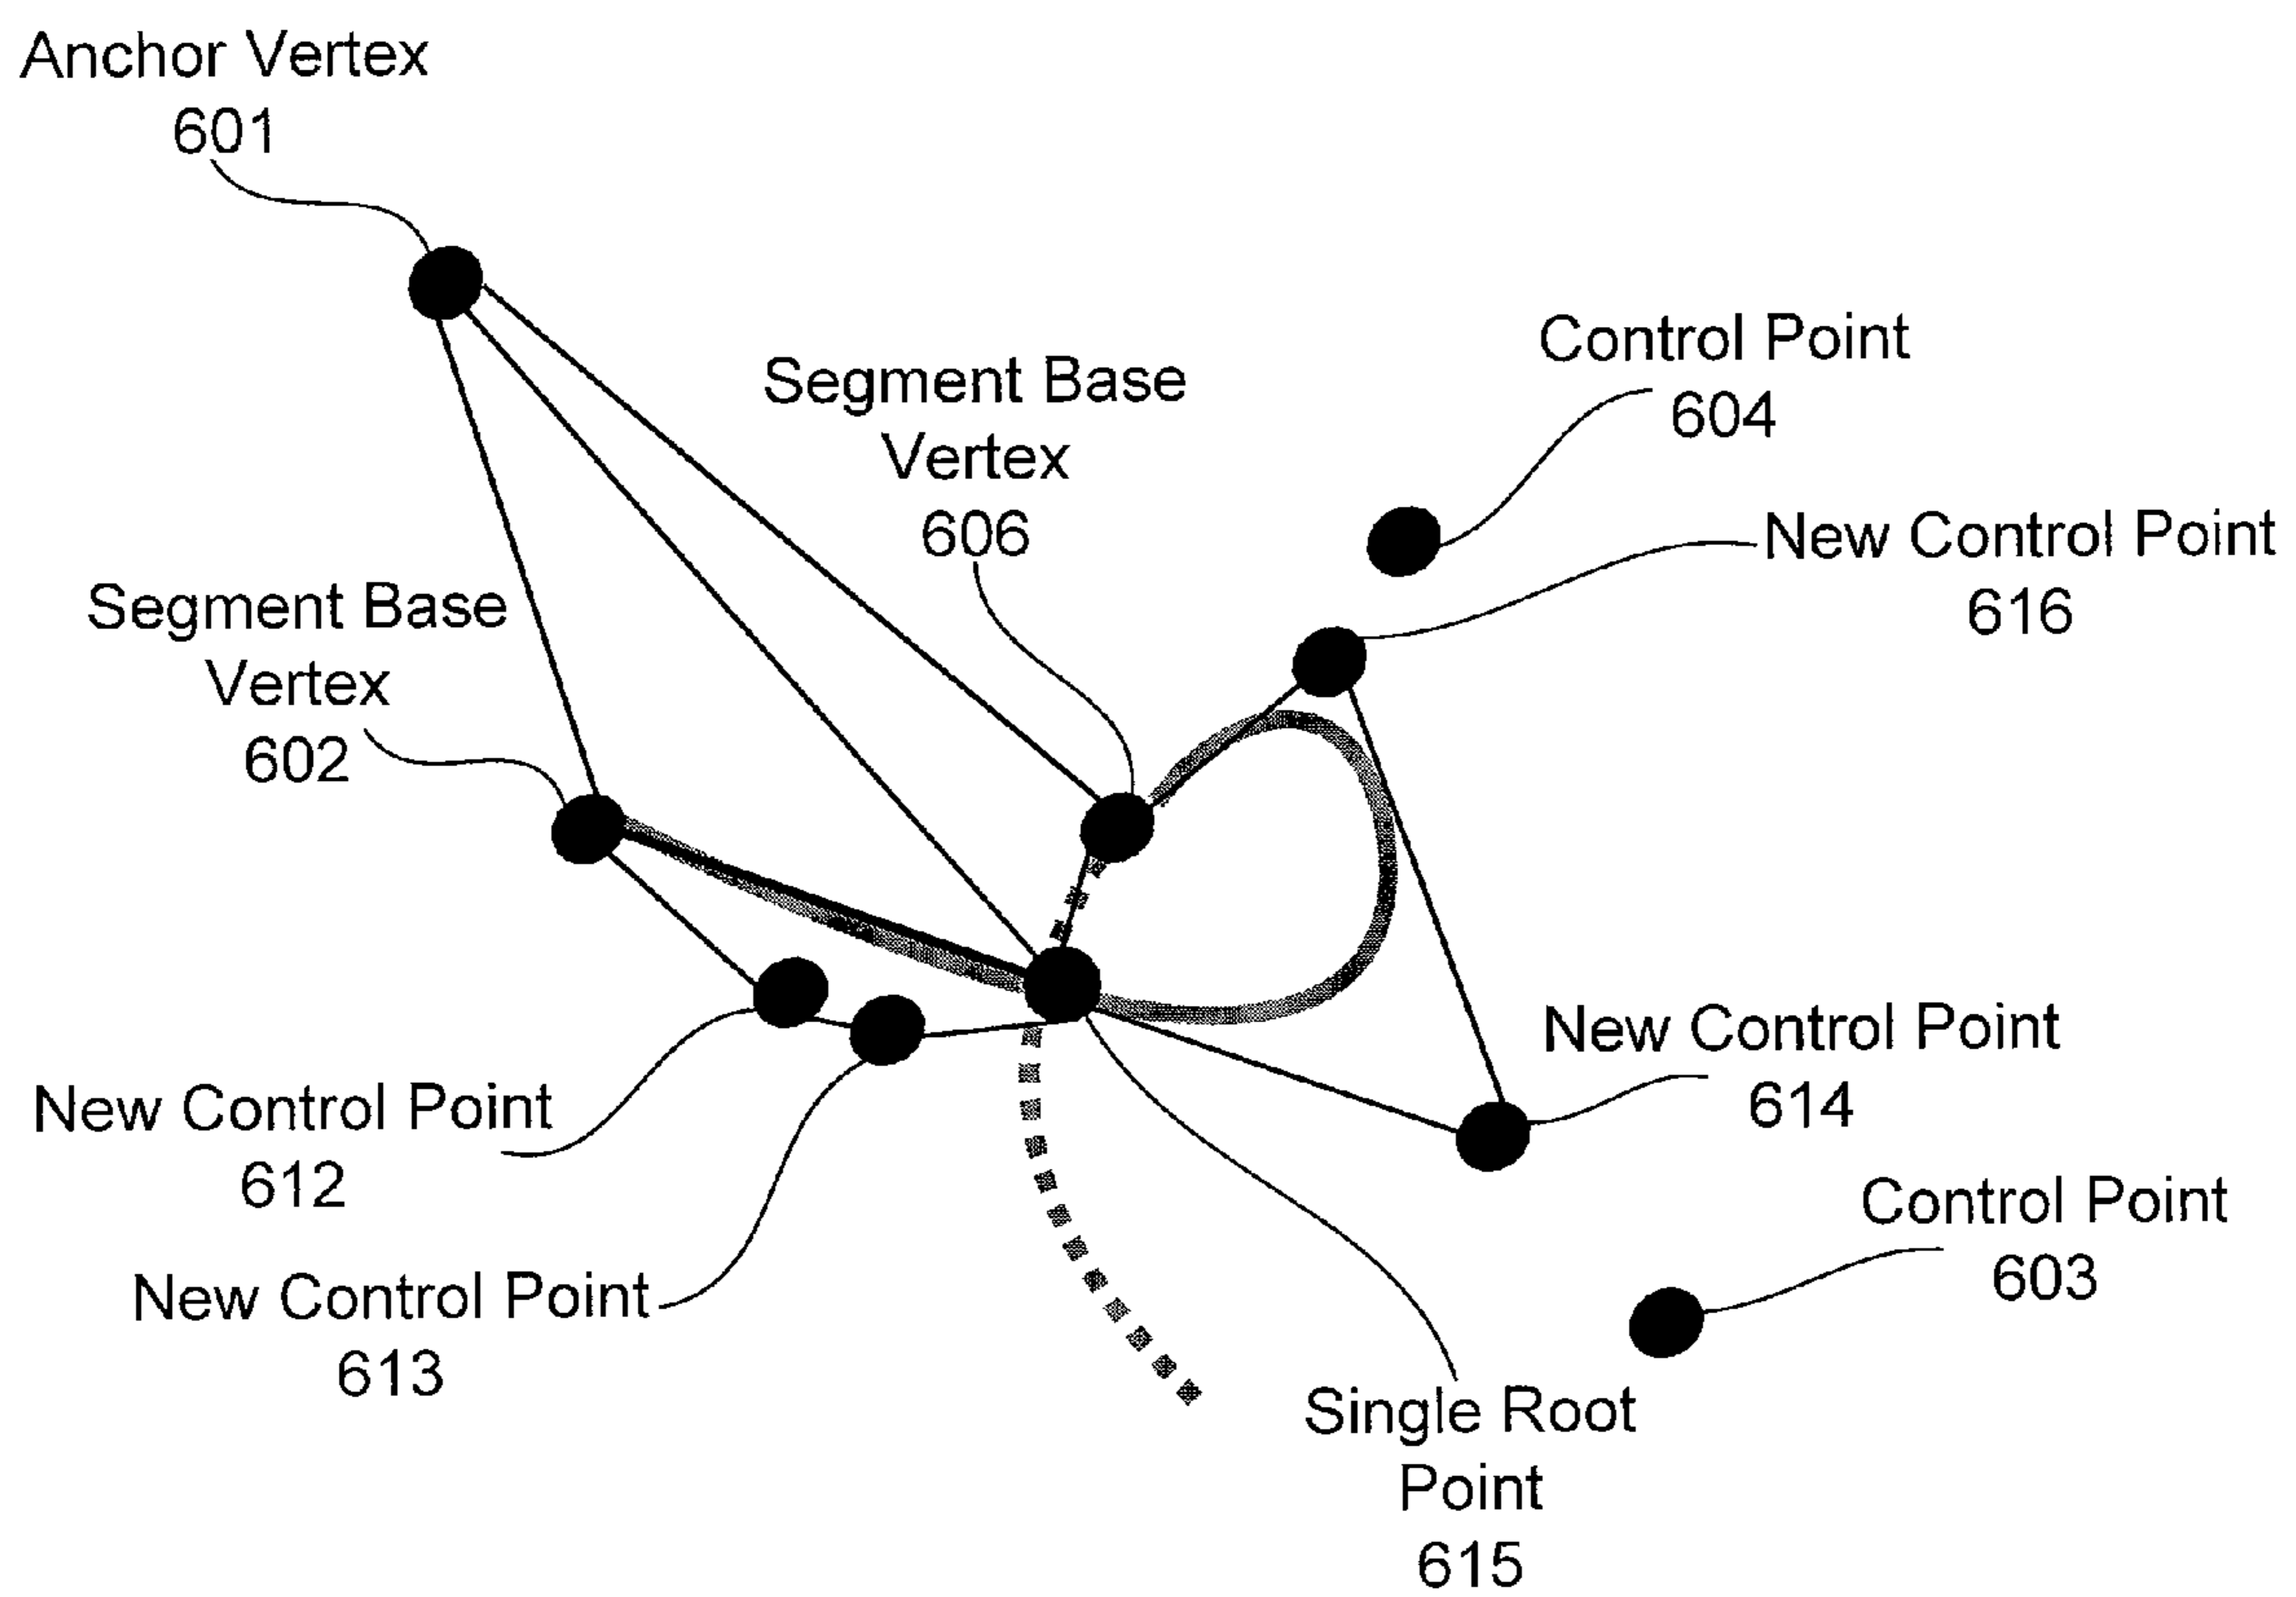 Anchor Vertex
601
Segment Base
Vertex
606
Control Point
604
New Control Point
616
Segment Base
Vertex
602
New Control Point
614
New Control Point
612
Control Point
603
New Control Point
613
Single Root
Point
615